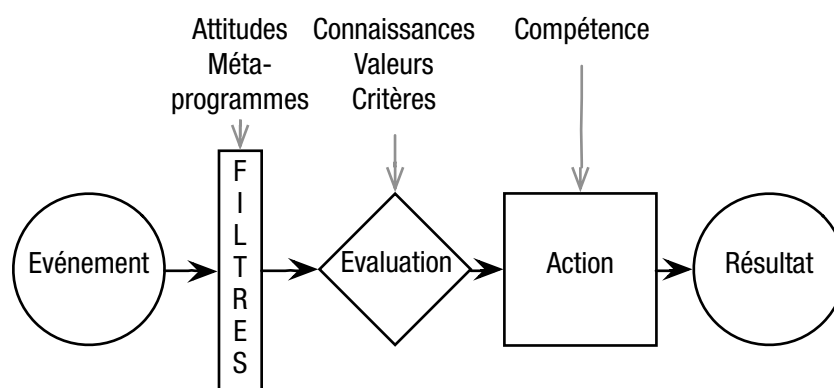 Attitudes
Méta-
programmes
Connaissances
Valeurs
Critères
Compétence
Evénement
F
I
L
T
R
E
S
Evaluation
Action
Résultat